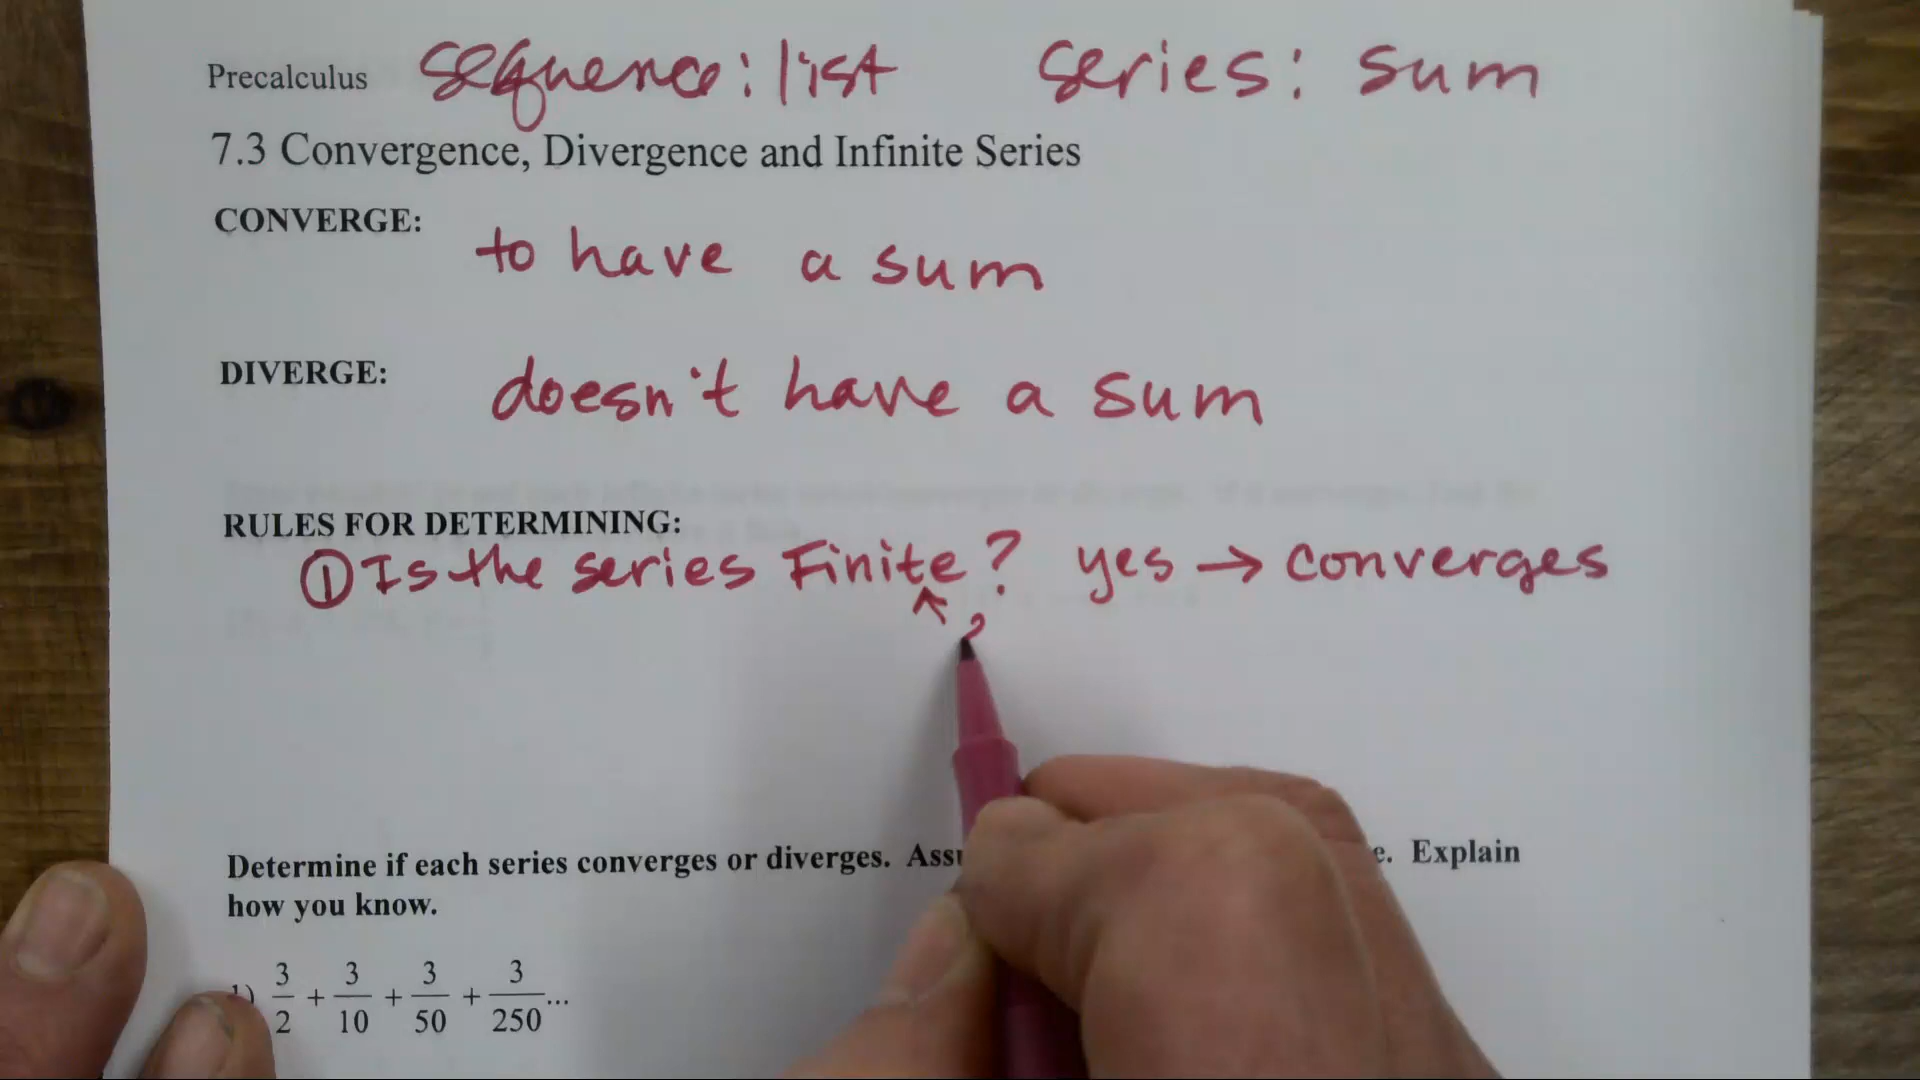 Precalculus sequence: list series: sum
7.3 Convergence, Divergence and Infinite Series
CONVERGE:
to have a sum
DIVERGE:
doesn't have a sum
RULES FOR DETERMINING:
① Is the series Finite? yes → converges
Determine if each series converges or diverges. e. Explain
how you know.
1) 3/2 + 3/10 + 3/50 + 3/250 ...